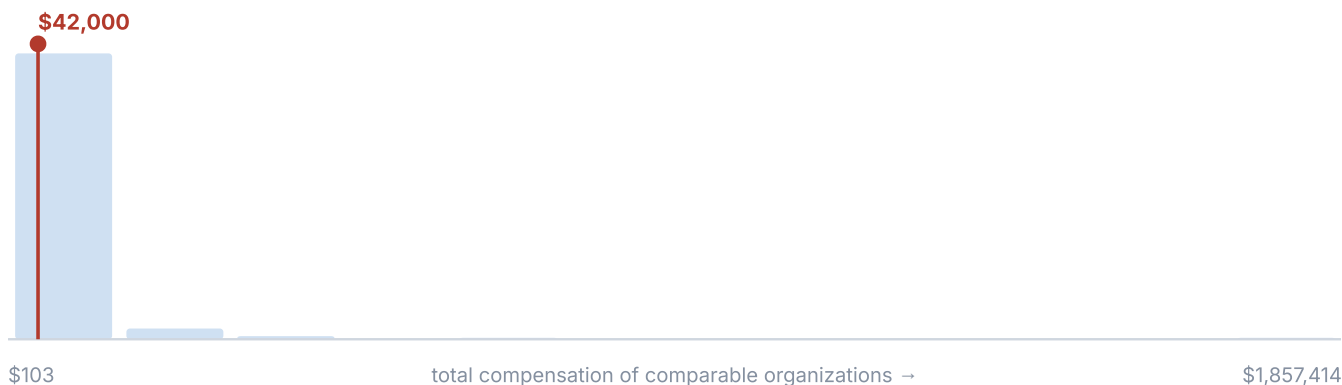 $42,000
$103 total compensation of comparable organizations → $1,857,414